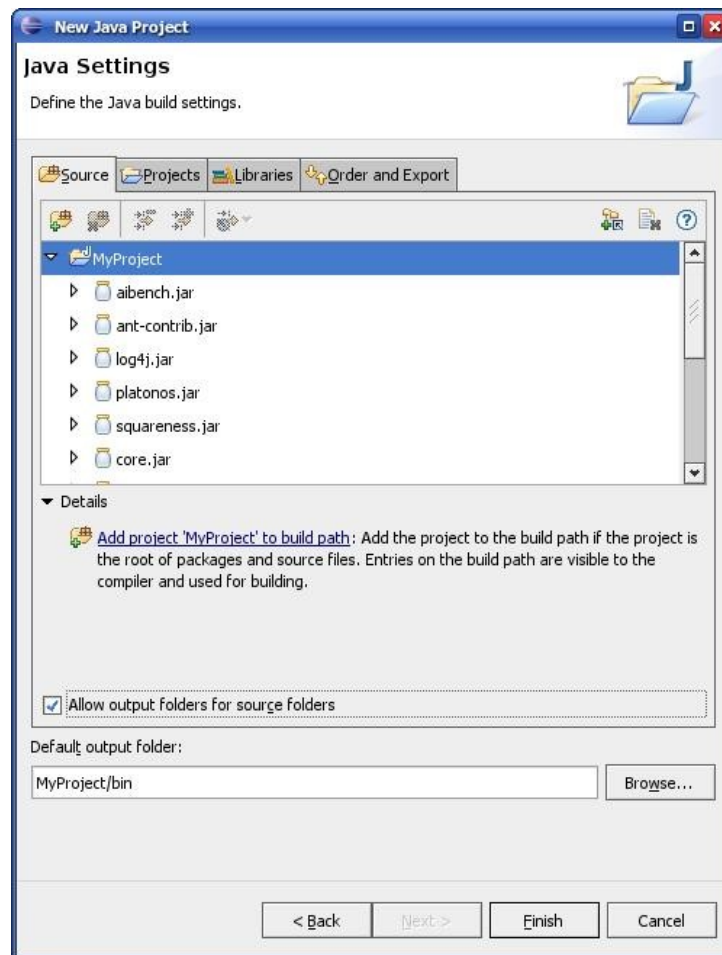 New Java Project
Java Settings
Define the Java build settings.
Source Projects Libraries Order and Export
MyProject
aibench.jar
ant-contrib.jar
log4j.jar
platonos.jar
squareness.jar
core.jar
Details
Add project 'MyProject' to build path: Add the project to the build path if the project is
the root of packages and source files. Entries on the build path are visible to the
compiler and used for building.
Allow output folders for source folders
Default output folder:
MyProject/bin
Browse...
< Back Next > Finish Cancel